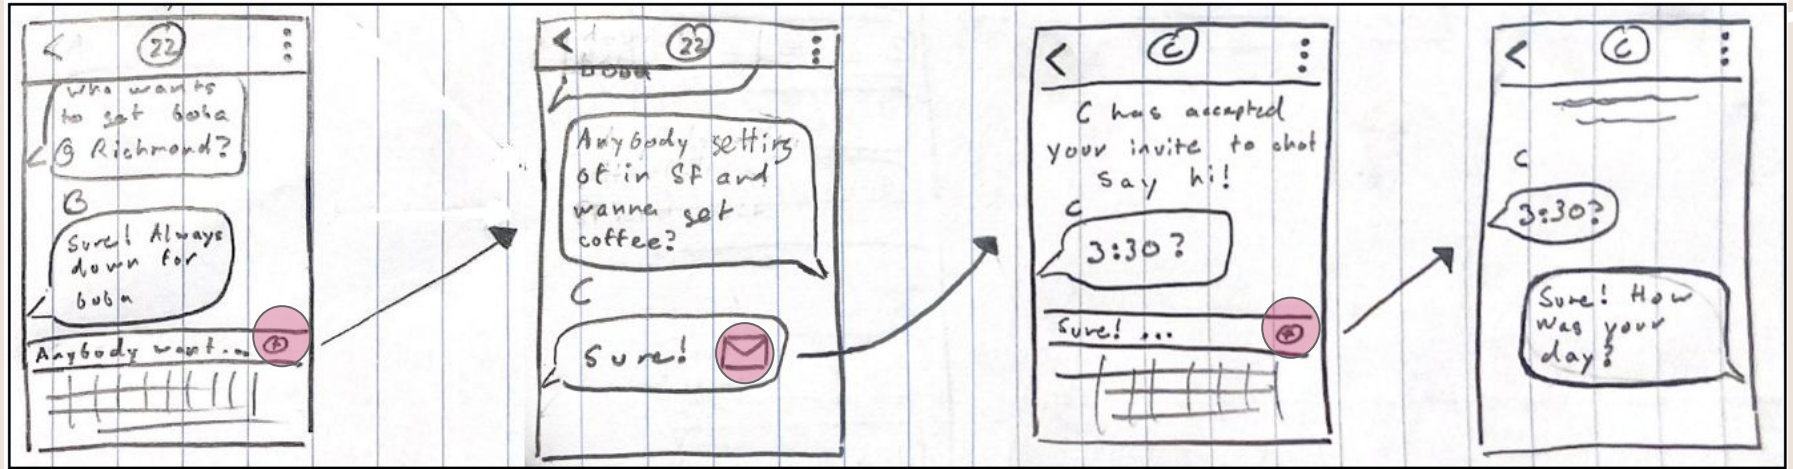 <
22
who wants
to get boba
@ Richmond?
B
Sure! Always
down for
boba
Anybody want...
<
22
boba
Anybody getting
ot in SF and
wanna get
coffee?
C
Sure!
<
C
C has accepted
your invite to chat
Say hi!
C
3:30?
Sure! ...
<
C
C
3:30?
Sure! How
was your
day?